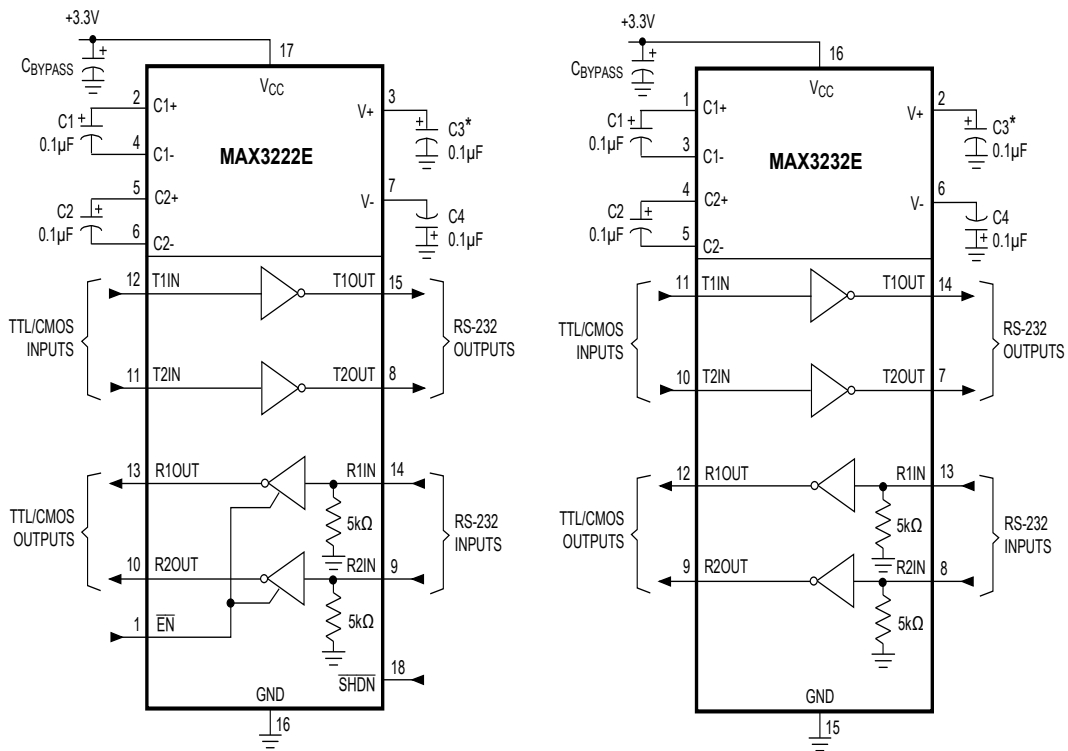 +3.3V
CBYPASS
+
17
VCC
2
C1+
C1
0.1µF
+
4
C1-
V+
3
+
C3*
0.1µF
MAX3222E
5
C2+
C2
0.1µF
+
6
C2-
V-
7
C4
0.1µF
+
12
T1IN
T1OUT
15
TTL/CMOS
INPUTS
RS-232
OUTPUTS
11
T2IN
T2OUT
8
13
R1OUT
R1IN
14
TTL/CMOS
OUTPUTS
5kΩ
RS-232
INPUTS
10
R2OUT
R2IN
9
5kΩ
1
EN
SHDN
18
GND
16
+3.3V
CBYPASS
+
16
VCC
1
C1+
C1
0.1µF
+
3
C1-
V+
2
+
C3*
0.1µF
MAX3232E
4
C2+
C2
0.1µF
+
5
C2-
V-
6
C4
0.1µF
+
11
T1IN
T1OUT
14
TTL/CMOS
INPUTS
RS-232
OUTPUTS
10
T2IN
T2OUT
7
12
R1OUT
R1IN
13
TTL/CMOS
OUTPUTS
5kΩ
RS-232
INPUTS
9
R2OUT
R2IN
8
5kΩ
GND
15